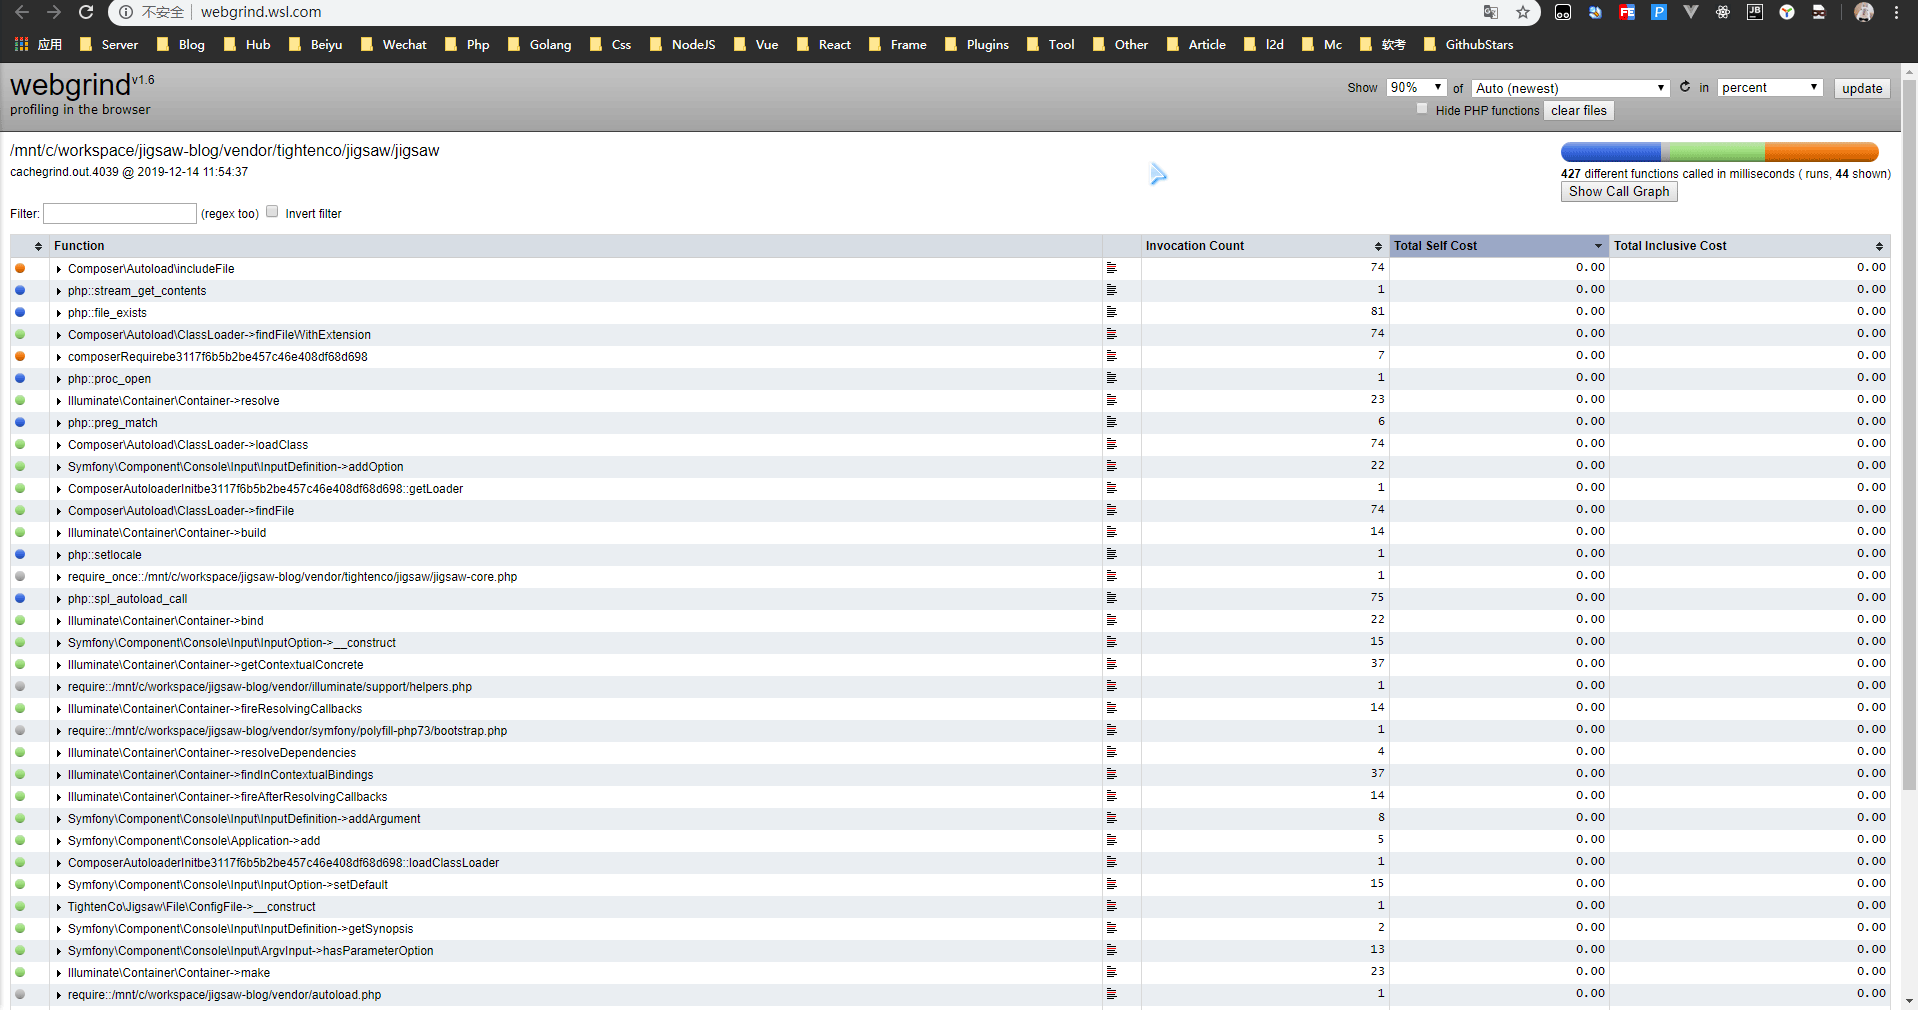 不安全 webgrind.wsl.com
应用 Server Blog Hub Beiyu Wechat Php Golang Css NodeJS Vue React Frame Plugins Tool Other Article l2d Mc 软考 GithubStars
webgrind v1.6
profiling in the browser
Show 90% of Auto (newest) in percent update
Hide PHP functions clear files
/mnt/c/workspace/jigsaw-blog/vendor/tightenco/jigsaw/jigsaw
cachegrind.out.4039 @ 2019-12-14 11:54:37
427 different functions called in milliseconds ( runs, 44 shown)
Show Call Graph
Filter: (regex too) Invert filter
Function Invocation Count Total Self Cost Total Inclusive Cost
Composer\Autoload\includeFile 74 0.00 0.00
php::stream_get_contents 1 0.00 0.00
php::file_exists 81 0.00 0.00
Composer\Autoload\ClassLoader->findFileWithExtension 74 0.00 0.00
composerRequirebe3117f6b5b2be457c46e408df68d698 7 0.00 0.00
php::proc_open 1 0.00 0.00
Illuminate\Container\Container->resolve 23 0.00 0.00
php::preg_match 6 0.00 0.00
Composer\Autoload\ClassLoader->loadClass 74 0.00 0.00
Symfony\Component\Console\Input\InputDefinition->addOption 22 0.00 0.00
ComposerAutoloaderInitbe3117f6b5b2be457c46e408df68d698::getLoader 1 0.00 0.00
Composer\Autoload\ClassLoader->findFile 74 0.00 0.00
Illuminate\Container\Container->build 14 0.00 0.00
php::setlocale 1 0.00 0.00
require_once::/mnt/c/workspace/jigsaw-blog/vendor/tightenco/jigsaw/jigsaw-core.php 1 0.00 0.00
php::spl_autoload_call 75 0.00 0.00
Illuminate\Container\Container->bind 22 0.00 0.00
Symfony\Component\Console\Input\InputOption->__construct 15 0.00 0.00
Illuminate\Container\Container->getContextualConcrete 37 0.00 0.00
require::/mnt/c/workspace/jigsaw-blog/vendor/illuminate/support/helpers.php 1 0.00 0.00
Illuminate\Container\Container->fireResolvingCallbacks 14 0.00 0.00
require::/mnt/c/workspace/jigsaw-blog/vendor/symfony/polyfill-php73/bootstrap.php 1 0.00 0.00
Illuminate\Container\Container->resolveDependencies 4 0.00 0.00
Illuminate\Container\Container->findInContextualBindings 37 0.00 0.00
Illuminate\Container\Container->fireAfterResolvingCallbacks 14 0.00 0.00
Symfony\Component\Console\Input\InputDefinition->addArgument 8 0.00 0.00
Symfony\Component\Console\Application->add 5 0.00 0.00
ComposerAutoloaderInitbe3117f6b5b2be457c46e408df68d698::loadClassLoader 1 0.00 0.00
Symfony\Component\Console\Input\InputOption->setDefault 15 0.00 0.00
TightenCo\Jigsaw\File\ConfigFile->__construct 1 0.00 0.00
Symfony\Component\Console\Input\InputDefinition->getSynopsis 2 0.00 0.00
Symfony\Component\Console\Input\ArgvInput->hasParameterOption 13 0.00 0.00
Illuminate\Container\Container->make 23 0.00 0.00
require::/mnt/c/workspace/jigsaw-blog/vendor/autoload.php 1 0.00 0.00